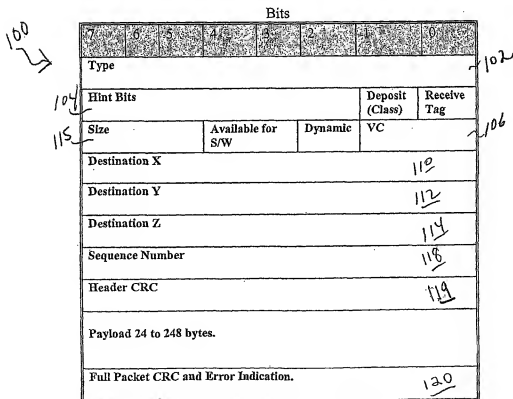 Bits
7 6 5 4 3 2 1 0
100
Type
102
104
Hint Bits
Deposit (Class)
Receive Tag
115
Size
Available for S/W
Dynamic
VC
106
Destination X
110
Destination Y
112
Destination Z
114
Sequence Number
118
Header CRC
119
Payload 24 to 248 bytes.
Full Packet CRC and Error Indication.
120